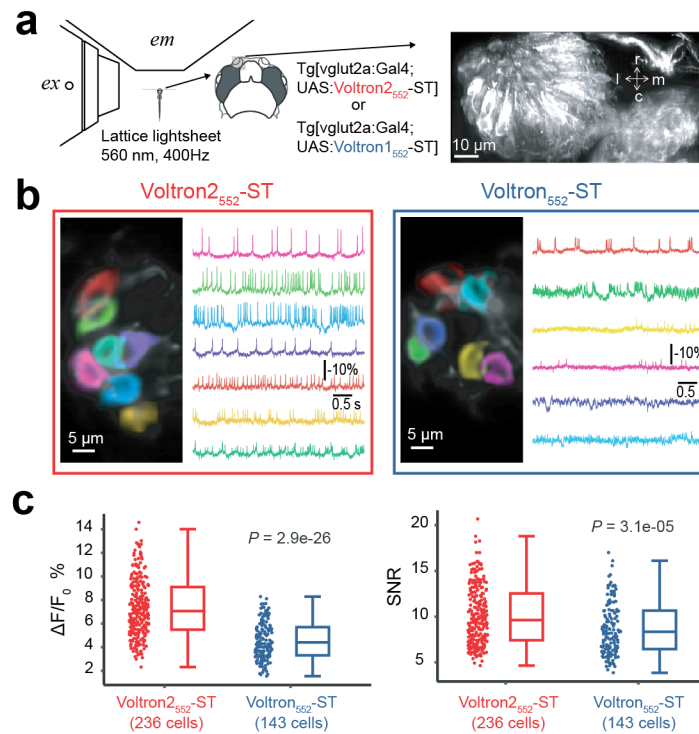 a
em
ex
Lattice lightsheet
560 nm, 400Hz
Tg[vglut2a:Gal4;
UAS:Voltron2₅₅₂-ST]
or
Tg[vglut2a:Gal4;
UAS:Voltron1₅₅₂-ST]
r
l m
c
10 µm
b
Voltron2₅₅₂-ST
Voltron₅₅₂-ST
-10%
0.5 s
5 µm
-10%
0.5
5 µm
c
ΔF/F₀ %
14
12
10
8
6
4
2
P = 2.9e-26
Voltron2₅₅₂-ST
(236 cells)
Voltron₅₅₂-ST
(143 cells)
SNR
20
15
10
5
P = 3.1e-05
Voltron2₅₅₂-ST
(236 cells)
Voltron₅₅₂-ST
(143 cells)